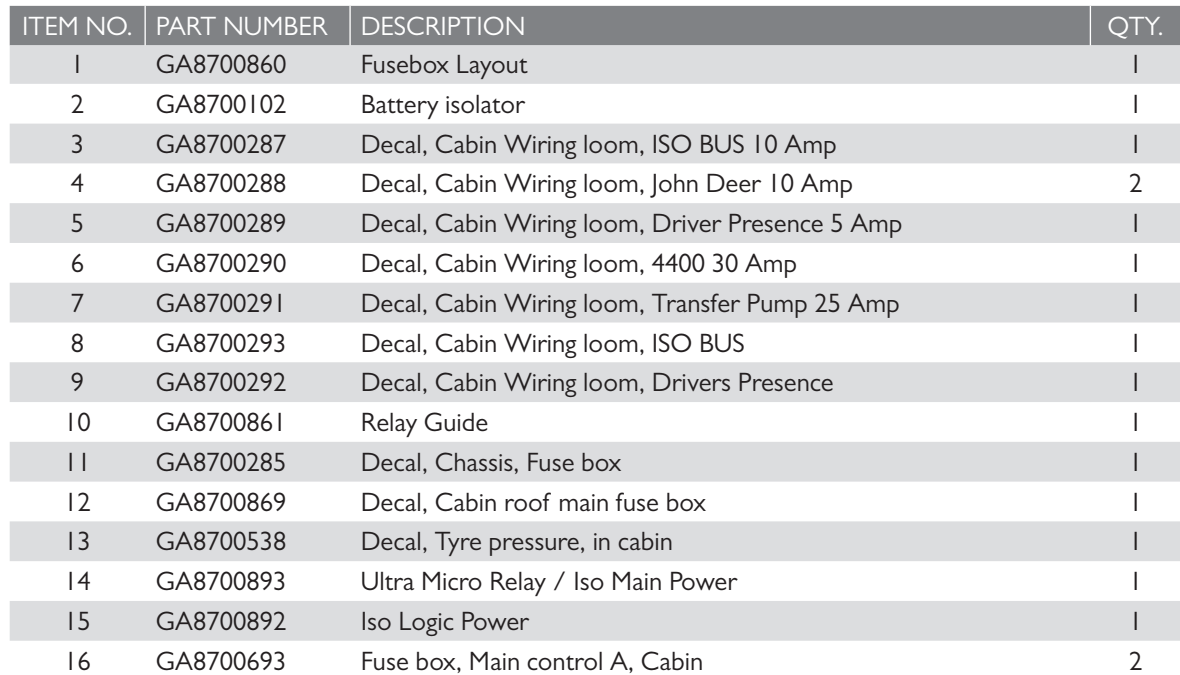 ITEM NO. PART NUMBER DESCRIPTION QTY.
1 GA8700860 Fusebox Layout 1
2 GA8700102 Battery isolator 1
3 GA8700287 Decal, Cabin Wiring loom, ISO BUS 10 Amp 1
4 GA8700288 Decal, Cabin Wiring loom, John Deer 10 Amp 2
5 GA8700289 Decal, Cabin Wiring loom, Driver Presence 5 Amp 1
6 GA8700290 Decal, Cabin Wiring loom, 4400 30 Amp 1
7 GA8700291 Decal, Cabin Wiring loom, Transfer Pump 25 Amp 1
8 GA8700293 Decal, Cabin Wiring loom, ISO BUS 1
9 GA8700292 Decal, Cabin Wiring loom, Drivers Presence 1
10 GA8700861 Relay Guide 1
11 GA8700285 Decal, Chassis, Fuse box 1
12 GA8700869 Decal, Cabin roof main fuse box 1
13 GA8700538 Decal, Tyre pressure, in cabin 1
14 GA8700893 Ultra Micro Relay / Iso Main Power 1
15 GA8700892 Iso Logic Power 1
16 GA8700693 Fuse box, Main control A, Cabin 2